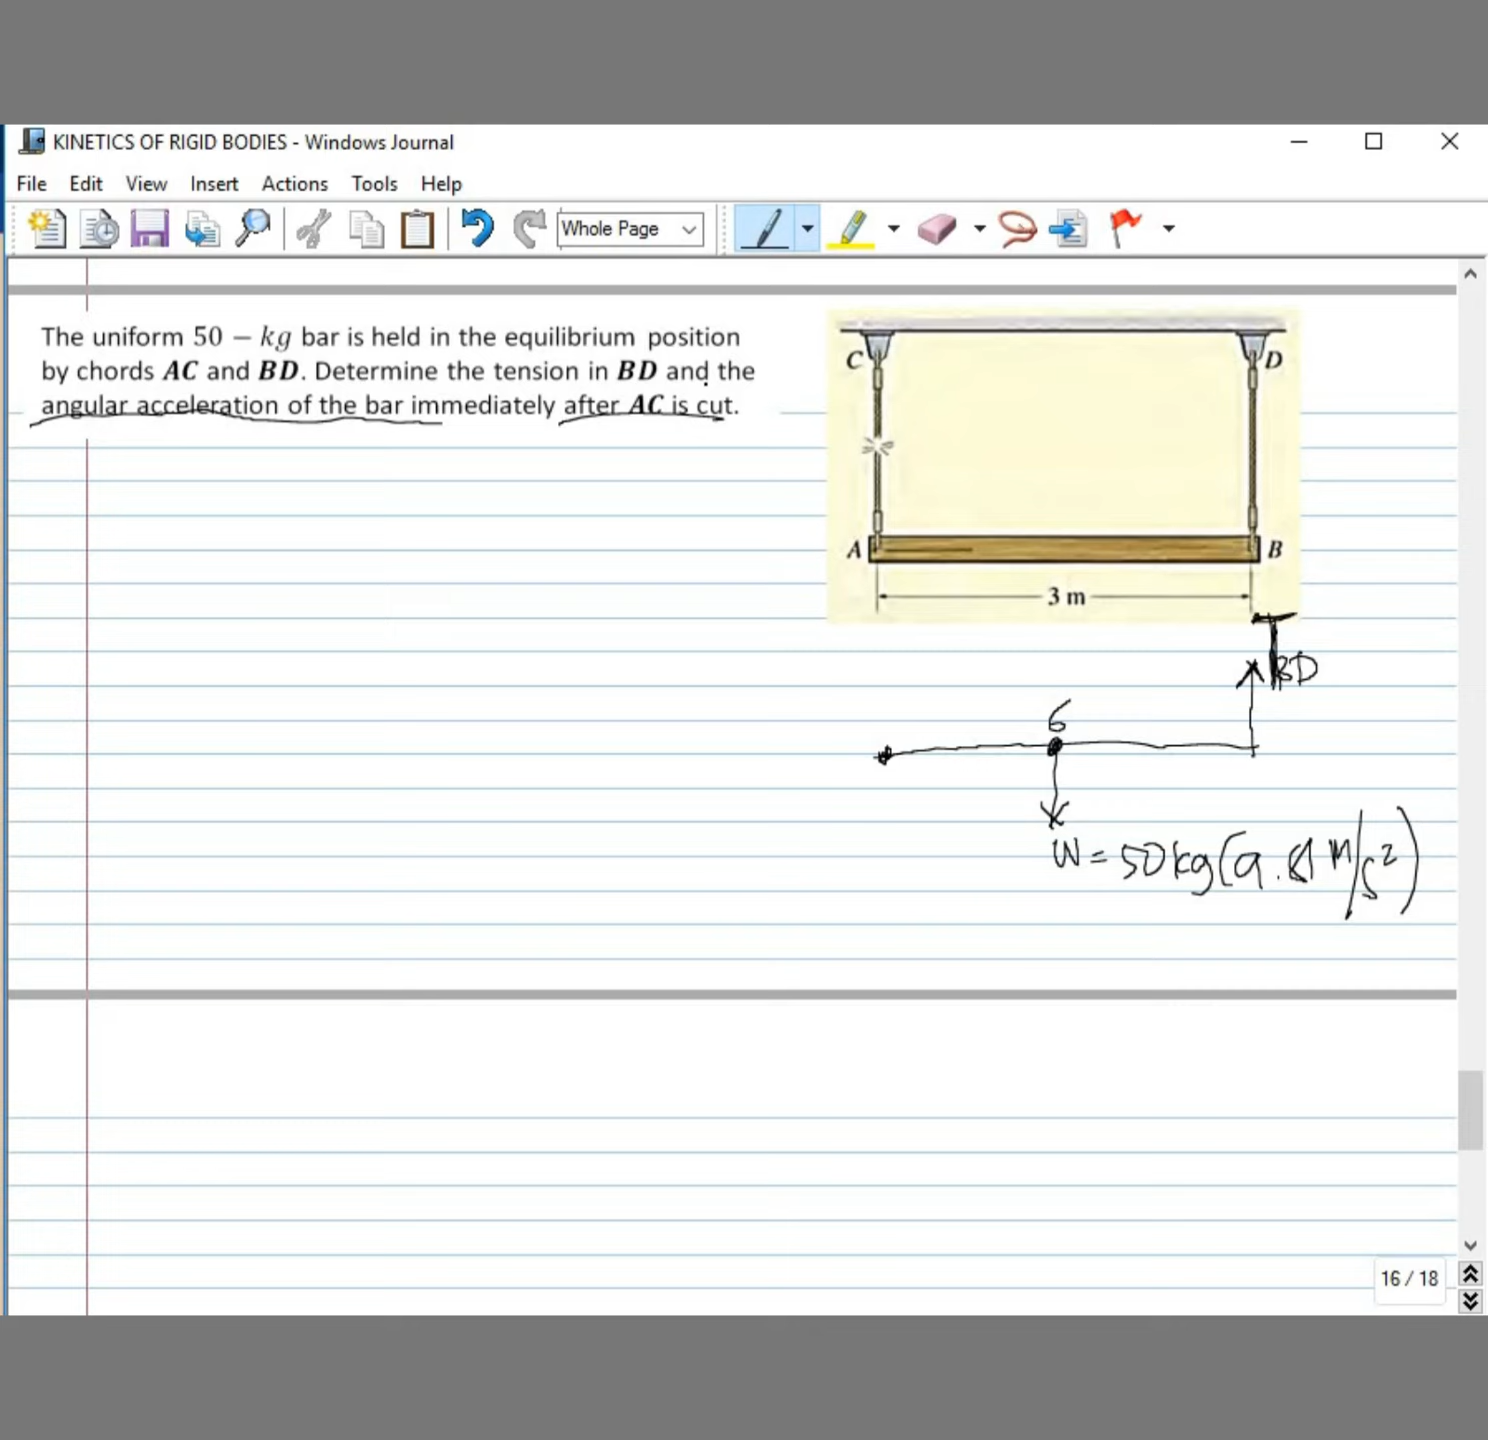 KINETICS OF RIGID BODIES - Windows Journal
File Edit View Insert Actions Tools Help
Whole Page
The uniform 50 − kg bar is held in the equilibrium position
by chords AC and BD. Determine the tension in BD and the
angular acceleration of the bar immediately after AC is cut.
C D
A B
3 m
T BD
G
W = 50kg(9.81 m/s²)
16 / 18